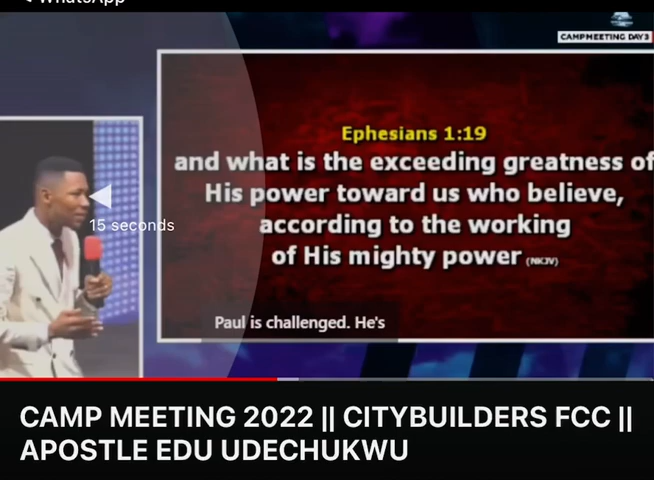 WhatsApp
CAMPMEETING DAY 3
Ephesians 1:19
and what is the exceeding greatness of
His power toward us who believe,
according to the working
of His mighty power (NKJV)
15 seconds
Paul is challenged. He's
CAMP MEETING 2022 || CITYBUILDERS FCC ||
APOSTLE EDU UDECHUKWU